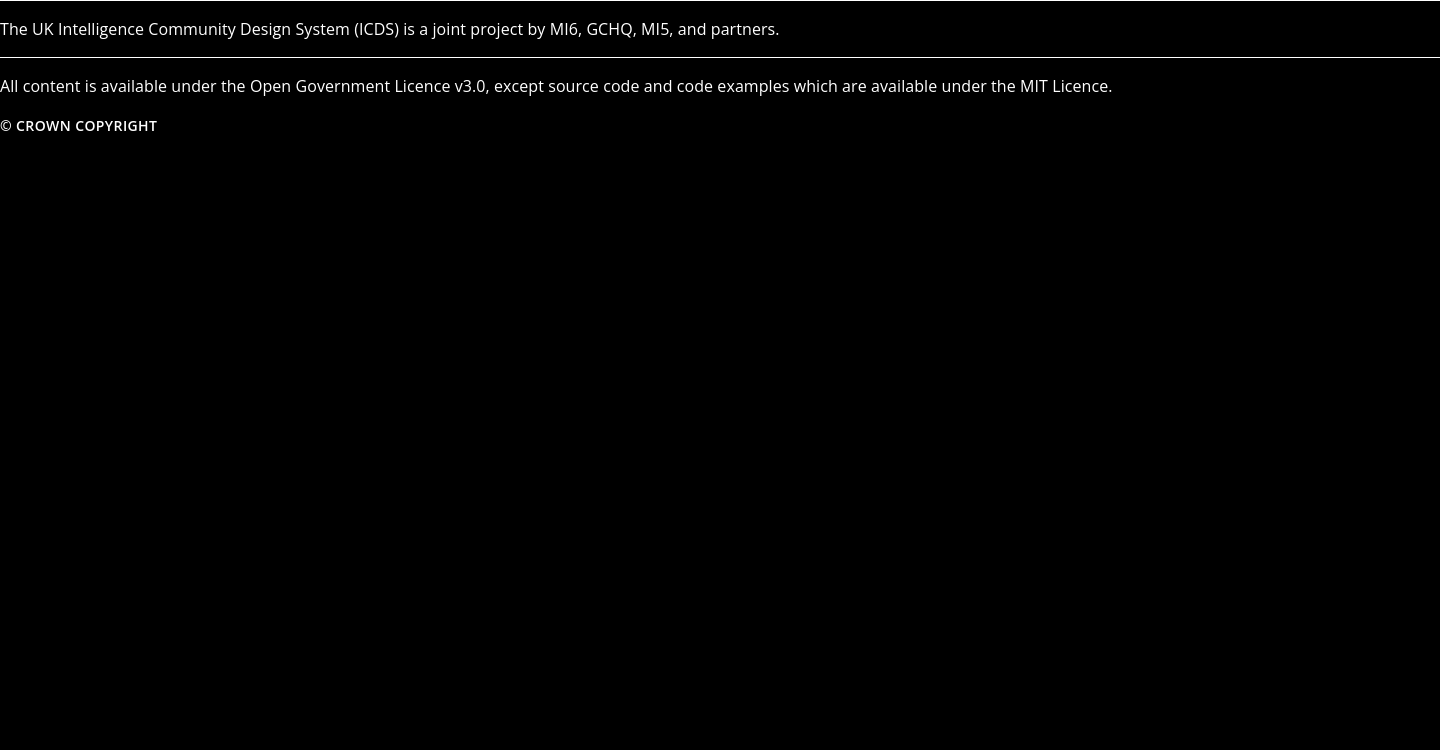 The UK Intelligence Community Design System (ICDS) is a joint project by MI6, GCHQ, MI5, and partners.
All content is available under the Open Government Licence v3.0, except source code and code examples which are available under the MIT Licence.
© CROWN COPYRIGHT